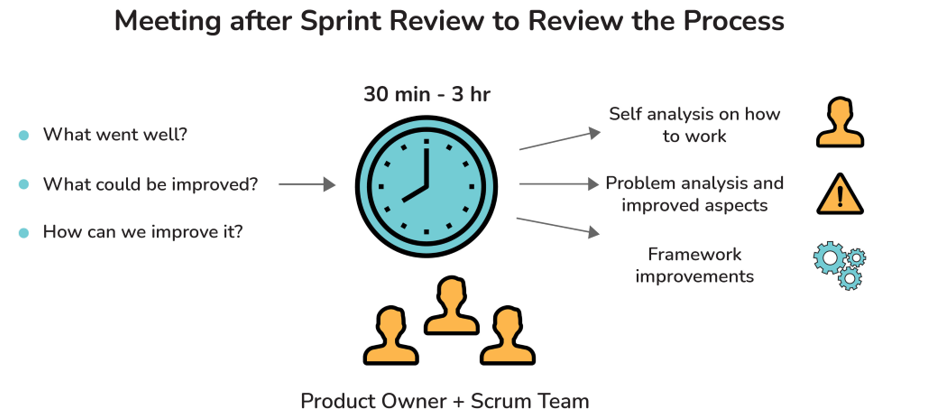 Meeting after Sprint Review to Review the Process
30 min - 3 hr
What went well?
What could be improved?
How can we improve it?
Self analysis on how
to work
Problem analysis and
improved aspects
Framework
improvements
Product Owner + Scrum Team